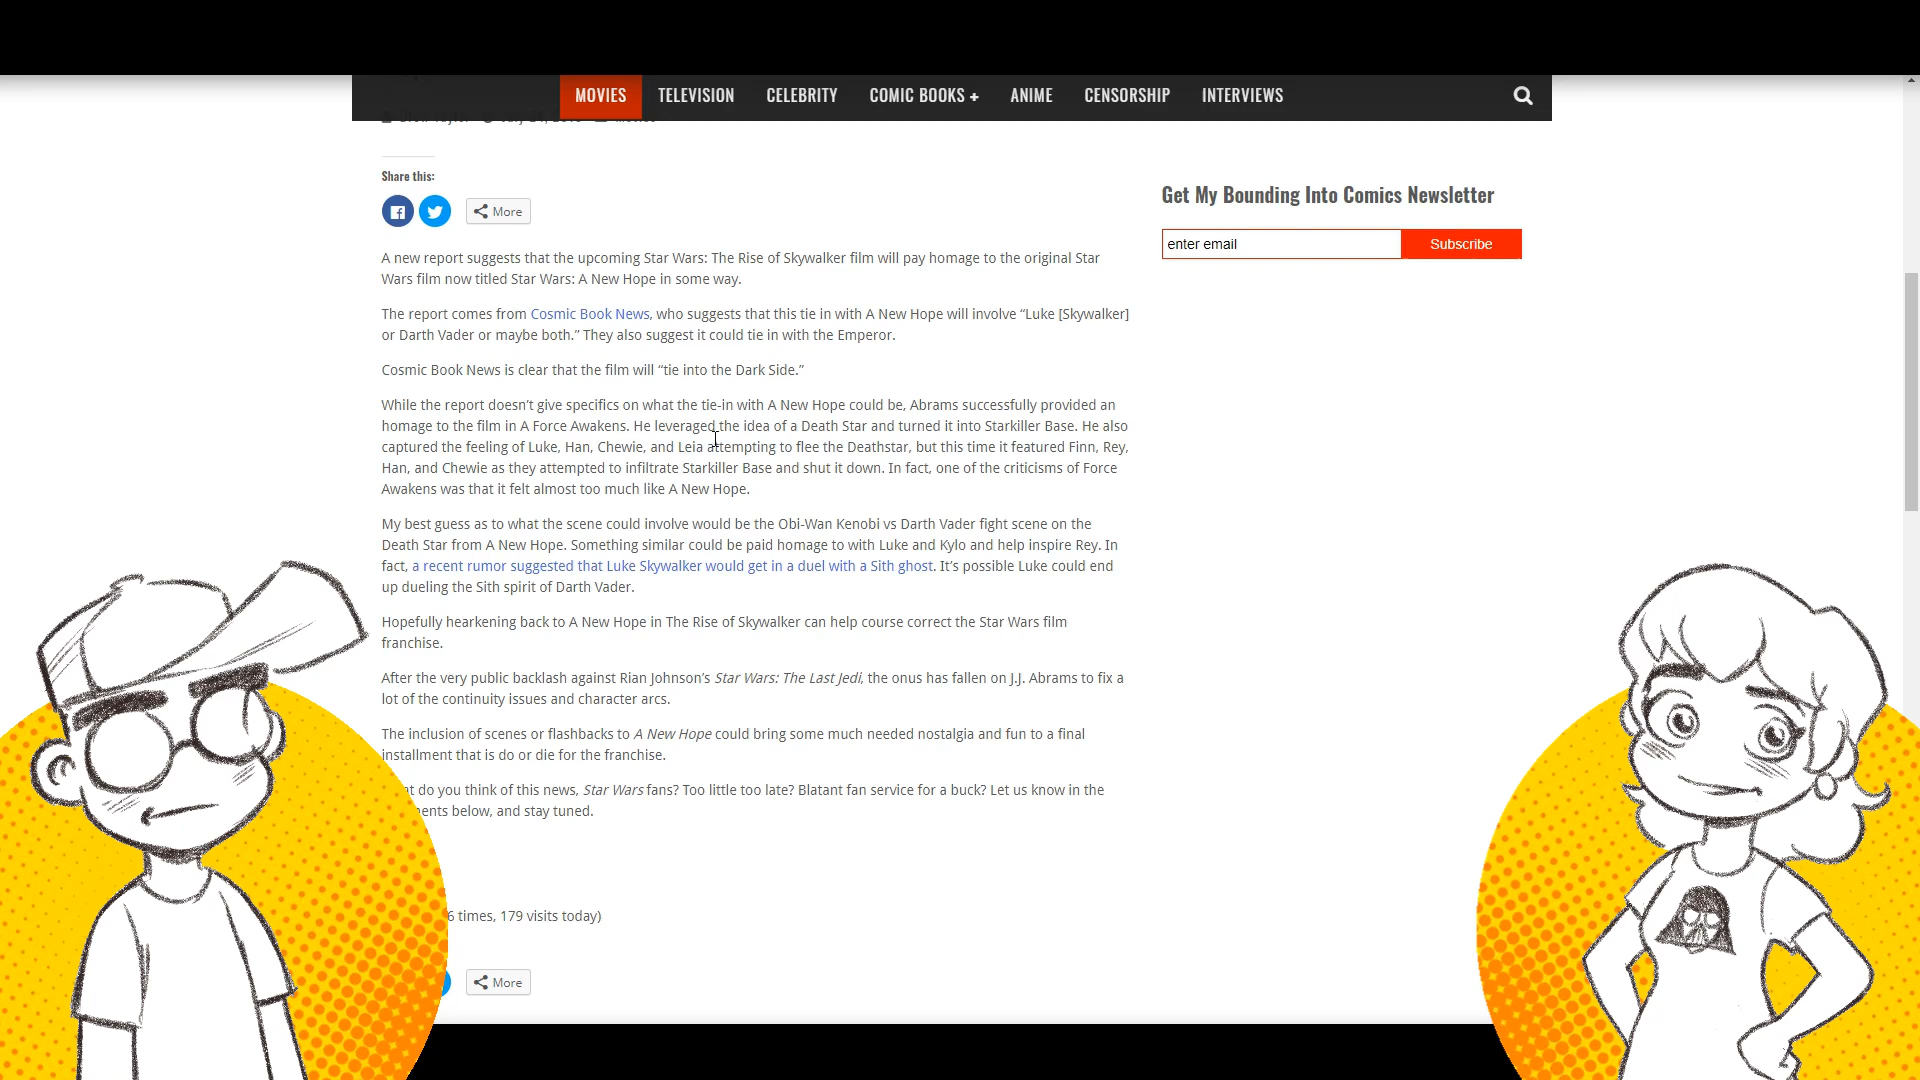 MOVIES TELEVISION CELEBRITY COMIC BOOKS + ANIME CENSORSHIP INTERVIEWS
Share this:
More
Get My Bounding Into Comics Newsletter
enter email Subscribe
A new report suggests that the upcoming Star Wars: The Rise of Skywalker film will pay homage to the original Star
Wars film now titled Star Wars: A New Hope in some way.
The report comes from Cosmic Book News, who suggests that this tie in with A New Hope will involve “Luke [Skywalker]
or Darth Vader or maybe both.” They also suggest it could tie in with the Emperor.
Cosmic Book News is clear that the film will “tie into the Dark Side.”
While the report doesn’t give specifics on what the tie-in with A New Hope could be, Abrams successfully provided an
homage to the film in A Force Awakens. He leveraged the idea of a Death Star and turned it into Starkiller Base. He also
captured the feeling of Luke, Han, Chewie, and Leia attempting to flee the Deathstar, but this time it featured Finn, Rey,
Han, and Chewie as they attempted to infiltrate Starkiller Base and shut it down. In fact, one of the criticisms of Force
Awakens was that it felt almost too much like A New Hope.
My best guess as to what the scene could involve would be the Obi-Wan Kenobi vs Darth Vader fight scene on the
Death Star from A New Hope. Something similar could be paid homage to with Luke and Kylo and help inspire Rey. In
fact, a recent rumor suggested that Luke Skywalker would get in a duel with a Sith ghost. It’s possible Luke could end
up dueling the Sith spirit of Darth Vader.
Hopefully hearkening back to A New Hope in The Rise of Skywalker can help course correct the Star Wars film
franchise.
After the very public backlash against Rian Johnson’s Star Wars: The Last Jedi, the onus has fallen on J.J. Abrams to fix a
lot of the continuity issues and character arcs.
The inclusion of scenes or flashbacks to A New Hope could bring some much needed nostalgia and fun to a final
installment that is do or die for the franchise.
do you think of this news, Star Wars fans? Too little too late? Blatant fan service for a buck? Let us know in the
below, and stay tuned.
6 times, 179 visits today)
More